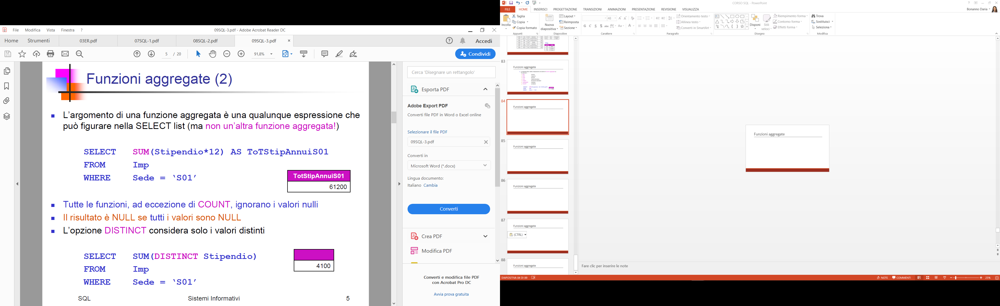 File Modifica Vista Finestra ?
09SQL-3.pdf - Adobe Acrobat Reader DC
Home Strumenti 03ER.pdf 07SQL-1.pdf 08SQL-2.pdf 09SQL-3.pdf × Accedi
5 / 20 91,8% Condividi
Funzioni aggregate (2)
L'argomento di una funzione aggregata è una qualunque espressione che
può figurare nella SELECT list (ma non un'altra funzione aggregata!)
SELECT SUM(Stipendio*12) AS ToTStipAnnuiS01
FROM Imp
WHERE Sede = ‘S01’
TotStipAnnuiS01
61200
Tutte le funzioni, ad eccezione di COUNT, ignorano i valori nulli
Il risultato è NULL se tutti i valori sono NULL
L'opzione DISTINCT considera solo i valori distinti
SELECT SUM(DISTINCT Stipendio)
FROM Imp
WHERE Sede = ‘S01’
4100
SQL Sistemi Informativi 5
Cerca 'Disegnare un rettangolo'
Esporta PDF
Adobe Export PDF
Converti file PDF in Word o Excel online
Selezionare il file PDF
09SQL-3.pdf
Converti in
Microsoft Word (*.docx)
Lingua documento:
Italiano Cambia
Converti
Crea PDF
Modifica PDF
Converti e modifica file PDF
con Acrobat Pro DC
Avvia prova gratuita
CORSO SQL - PowerPoint
FILE HOME INSERISCI PROGETTAZIONE TRANSIZIONI ANIMAZIONI PRESENTAZIONE REVISIONE VISUALIZZA
Bonanno Daria
Incolla
Taglia
Copia
Copia formato
Appunti
Nuova
diapositiva
Layout
Reimposta
Sezione
Diapositive
48
G C S S abc AV Aa A
Carattere
Orientamento testo
Allinea testo
Converti in SmartArt
Paragrafo
Disponi
Stili
veloci
Riempimento forma
Contorno forma
Effetti forma
Disegno
Trova
Sostituisci
Seleziona
Modifica
83
Funzioni aggregate
84
Funzioni aggregate
85
Funzioni aggregate
86
Funzioni aggregate
87
Funzioni aggregate
(CTRL)
88
Funzioni aggregate
Funzioni aggregate
Fare clic per inserire le note
DIAPOSITIVA 84 DI 89
NOTE COMMENTI 25%